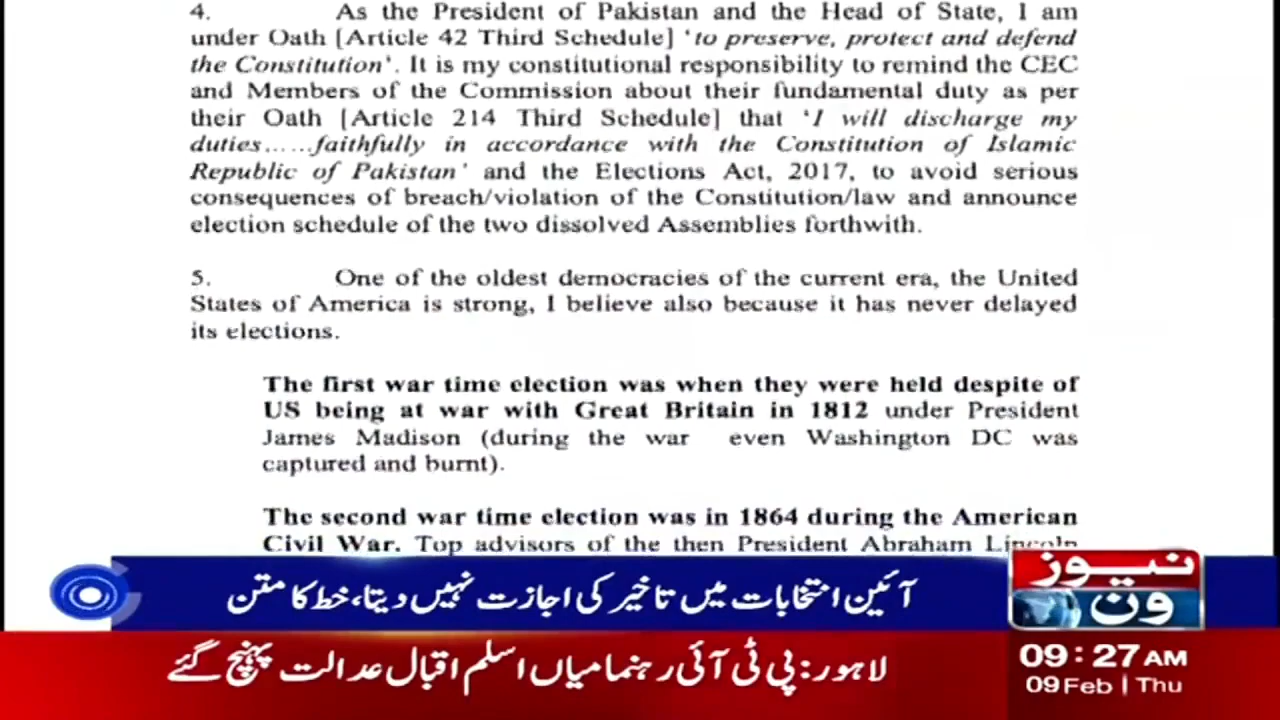 4. As the President of Pakistan and the Head of State, I am
under Oath [Article 42 Third Schedule] 'to preserve, protect and defend
the Constitution'. It is my constitutional responsibility to remind the CEC
and Members of the Commission about their fundamental duty as per
their Oath [Article 214 Third Schedule] that 'I will discharge my
duties......faithfully in accordance with the Constitution of Islamic
Republic of Pakistan' and the Elections Act, 2017, to avoid serious
consequences of breach/violation of the Constitution/law and announce
election schedule of the two dissolved Assemblies forthwith.
5. One of the oldest democracies of the current era, the United
States of America is strong, I believe also because it has never delayed
its elections.
The first war time election was when they were held despite of
US being at war with Great Britain in 1812 under President
James Madison (during the war even Washington DC was
captured and burnt).
The second war time election was in 1864 during the American
Civil War. Top advisors of the then President Abraham Lincoln
آئین انتخابات میں تاخیر کی اجازت نہیں دیتا، خط کا متن
نیوز
ون
لاہور: پی ٹی آئی رہنما میاں اسلم اقبال عدالت پہنچ گئے
09:27 AM
09 Feb | Thu